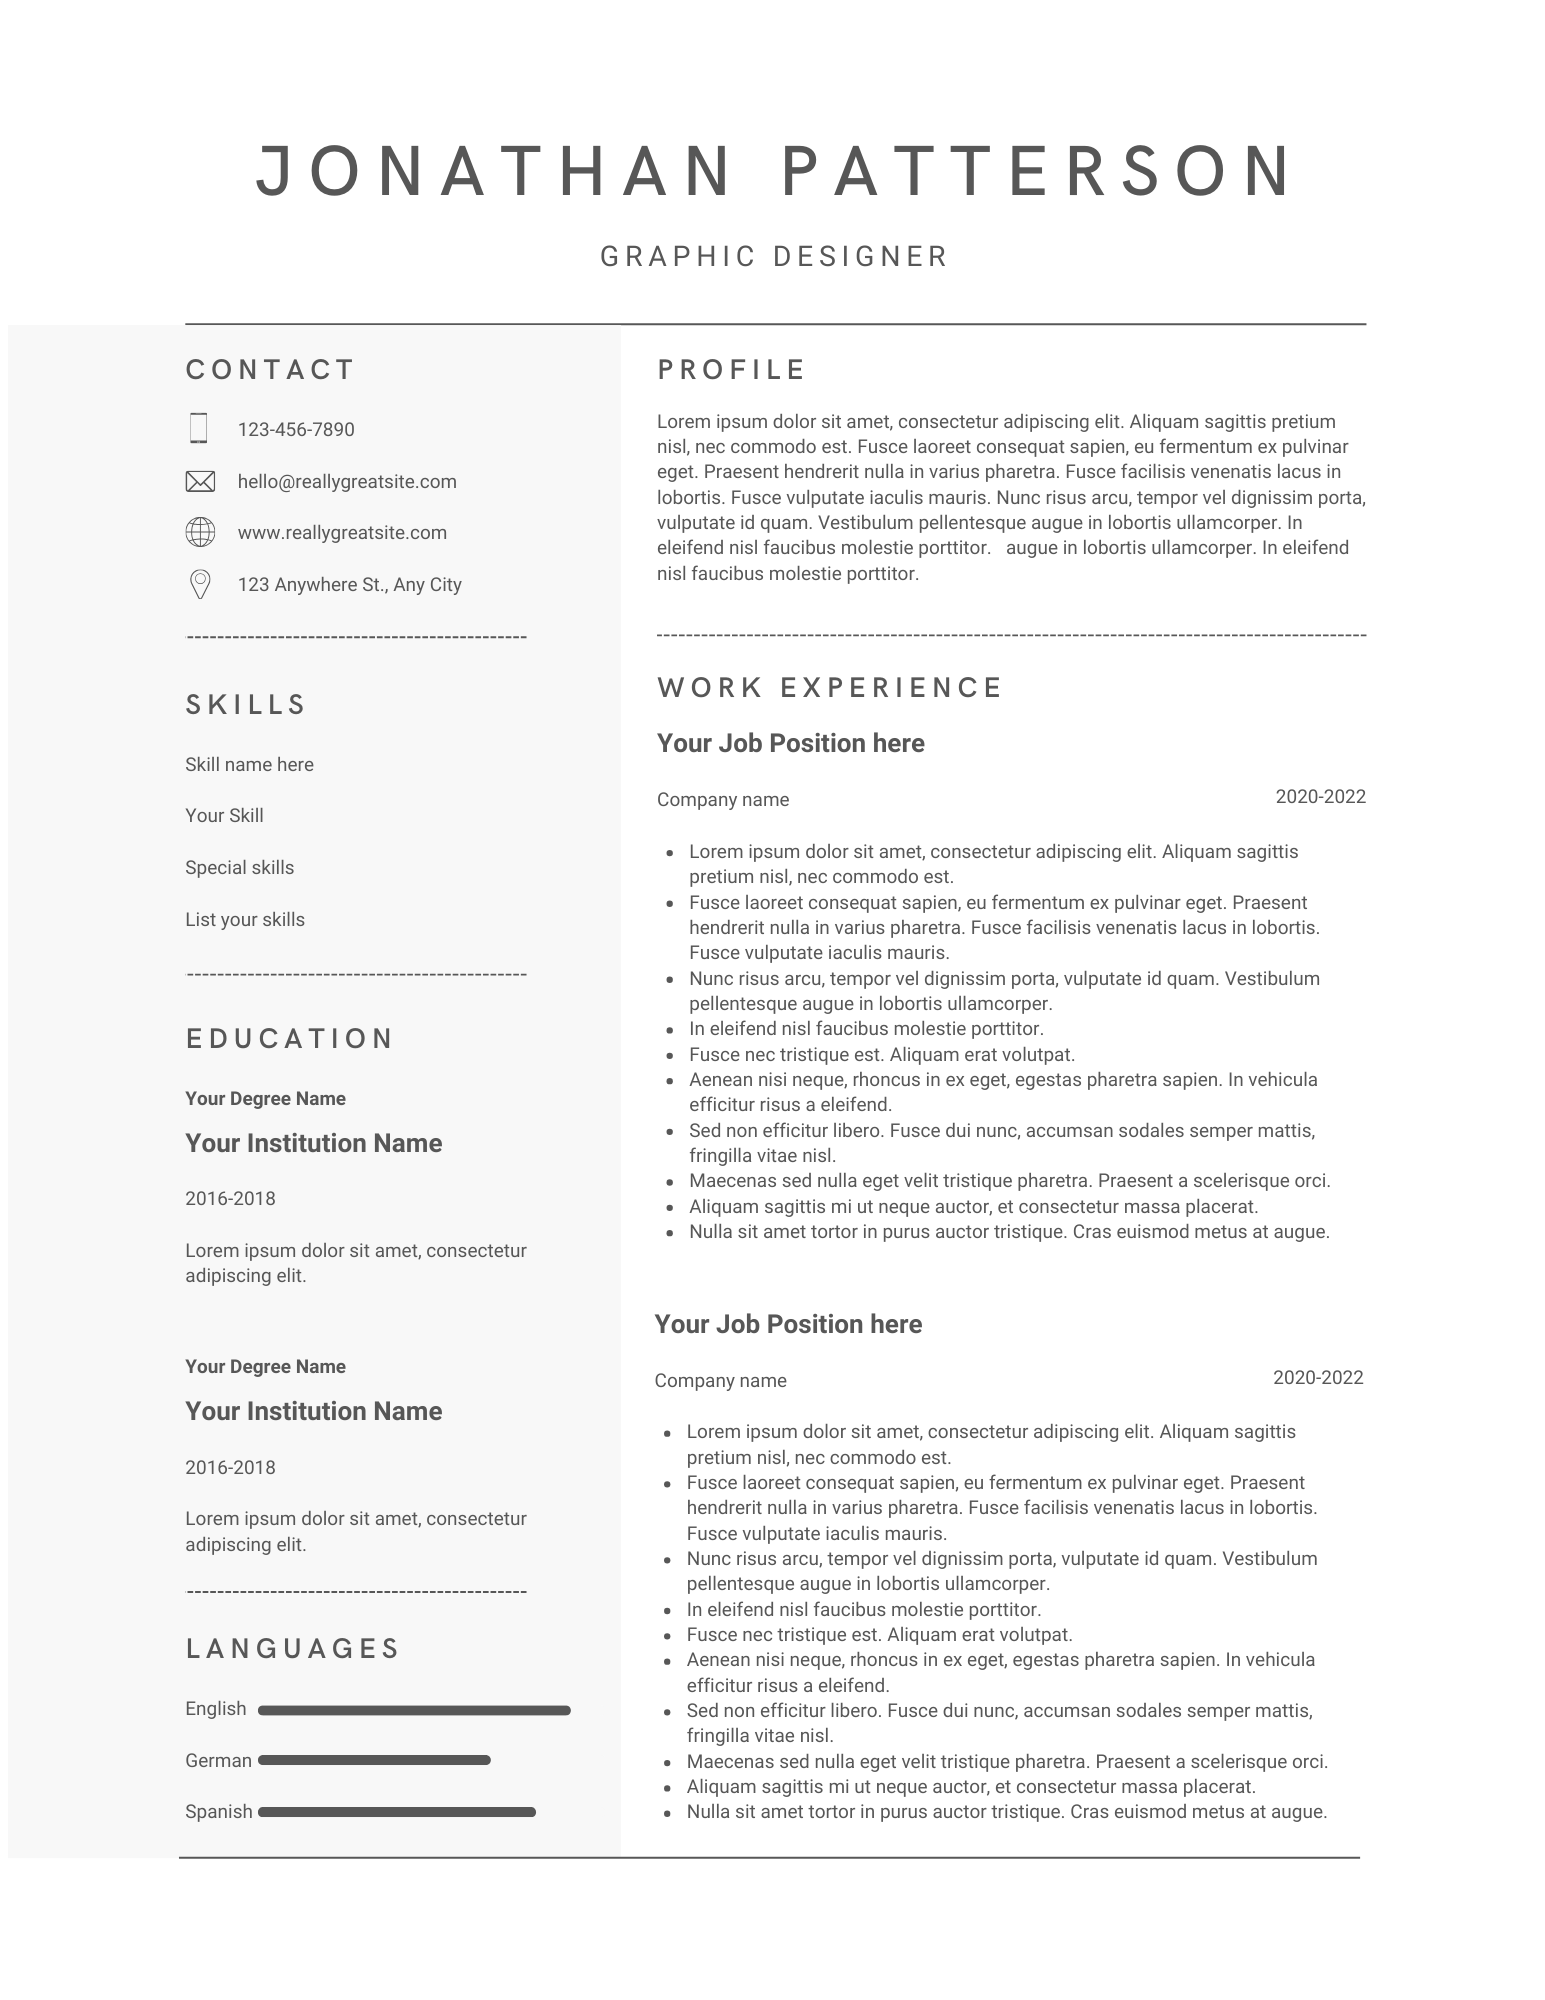 JONATHAN PATTERSON
GRAPHIC DESIGNER
CONTACT
123-456-7890
hello@reallygreatsite.com
www.reallygreatsite.com
123 Anywhere St., Any City
SKILLS
Skill name here
Your Skill
Special skills
List your skills
EDUCATION
Your Degree Name
Your Institution Name
2016-2018
Lorem ipsum dolor sit amet, consectetur
adipiscing elit.
Your Degree Name
Your Institution Name
2016-2018
Lorem ipsum dolor sit amet, consectetur
adipiscing elit.
LANGUAGES
English
German
Spanish
PROFILE
Lorem ipsum dolor sit amet, consectetur adipiscing elit. Aliquam sagittis pretium
nisl, nec commodo est. Fusce laoreet consequat sapien, eu fermentum ex pulvinar
eget. Praesent hendrerit nulla in varius pharetra. Fusce facilisis venenatis lacus in
lobortis. Fusce vulputate iaculis mauris. Nunc risus arcu, tempor vel dignissim porta,
vulputate id quam. Vestibulum pellentesque augue in lobortis ullamcorper. In
eleifend nisl faucibus molestie porttitor.   augue in lobortis ullamcorper. In eleifend
nisl faucibus molestie porttitor.
WORK EXPERIENCE
Your Job Position here
Company name 2020-2022
• Lorem ipsum dolor sit amet, consectetur adipiscing elit. Aliquam sagittis
pretium nisl, nec commodo est.
• Fusce laoreet consequat sapien, eu fermentum ex pulvinar eget. Praesent
hendrerit nulla in varius pharetra. Fusce facilisis venenatis lacus in lobortis.
Fusce vulputate iaculis mauris.
• Nunc risus arcu, tempor vel dignissim porta, vulputate id quam. Vestibulum
pellentesque augue in lobortis ullamcorper.
• In eleifend nisl faucibus molestie porttitor.
• Fusce nec tristique est. Aliquam erat volutpat.
• Aenean nisi neque, rhoncus in ex eget, egestas pharetra sapien. In vehicula
efficitur risus a eleifend.
• Sed non efficitur libero. Fusce dui nunc, accumsan sodales semper mattis,
fringilla vitae nisl.
• Maecenas sed nulla eget velit tristique pharetra. Praesent a scelerisque orci.
• Aliquam sagittis mi ut neque auctor, et consectetur massa placerat.
• Nulla sit amet tortor in purus auctor tristique. Cras euismod metus at augue.
Your Job Position here
Company name 2020-2022
• Lorem ipsum dolor sit amet, consectetur adipiscing elit. Aliquam sagittis
pretium nisl, nec commodo est.
• Fusce laoreet consequat sapien, eu fermentum ex pulvinar eget. Praesent
hendrerit nulla in varius pharetra. Fusce facilisis venenatis lacus in lobortis.
Fusce vulputate iaculis mauris.
• Nunc risus arcu, tempor vel dignissim porta, vulputate id quam. Vestibulum
pellentesque augue in lobortis ullamcorper.
• In eleifend nisl faucibus molestie porttitor.
• Fusce nec tristique est. Aliquam erat volutpat.
• Aenean nisi neque, rhoncus in ex eget, egestas pharetra sapien. In vehicula
efficitur risus a eleifend.
• Sed non efficitur libero. Fusce dui nunc, accumsan sodales semper mattis,
fringilla vitae nisl.
• Maecenas sed nulla eget velit tristique pharetra. Praesent a scelerisque orci.
• Aliquam sagittis mi ut neque auctor, et consectetur massa placerat.
• Nulla sit amet tortor in purus auctor tristique. Cras euismod metus at augue.